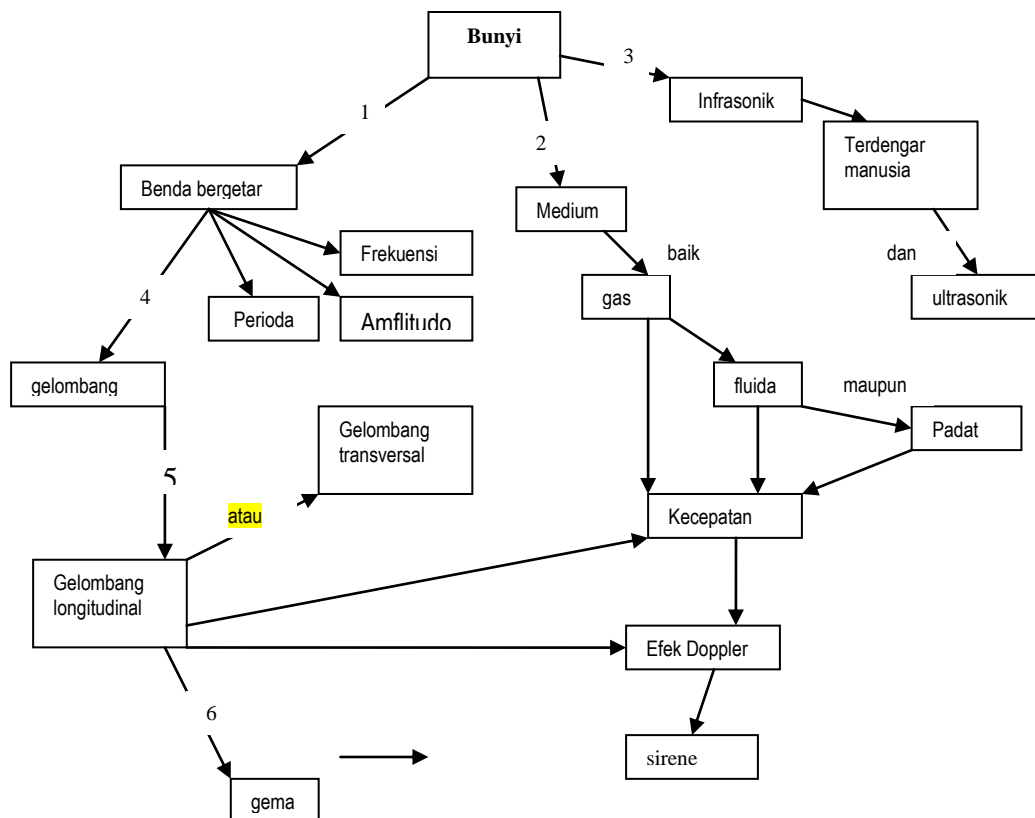 Bunyi
3
Infrasonik
1
Terdengar
manusia
2
Benda bergetar
Medium
Frekuensi
baik
dan
4
Perioda
Amflitudo
gas
ultrasonik
gelombang
fluida
maupun
Gelombang
transversal
Padat
5
atau
Kecepatan
Gelombang
longitudinal
Efek Doppler
6
sirene
gema